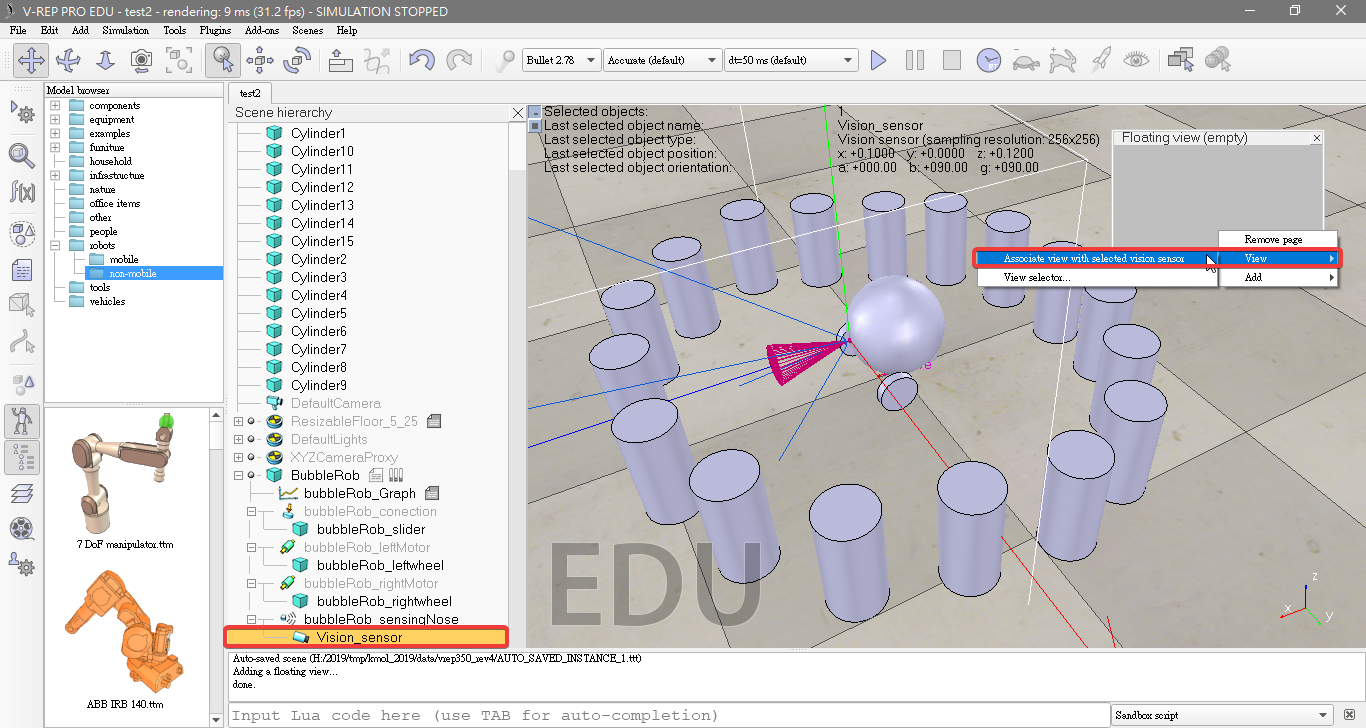 V-REP PRO EDU - test2 - rendering: 9 ms (31.2 fps) - SIMULATION STOPPED
File Edit Add Simulation Tools Plugins Add-ons Scenes Help
Bullet 2.78 Accurate (default) dt=50 ms (default)
Model browser
components
equipment
examples
furniture
household
infrastructure
nature
office items
other
people
robots
mobile
non-mobile
tools
vehicles
7 DoF manipulator.ttm
ABB IRB 140.ttm
test2
Scene hierarchy
Cylinder1
Cylinder10
Cylinder11
Cylinder12
Cylinder13
Cylinder14
Cylinder15
Cylinder2
Cylinder3
Cylinder4
Cylinder5
Cylinder6
Cylinder7
Cylinder8
Cylinder9
DefaultCamera
ResizableFloor_5_25
DefaultLights
XYZCameraProxy
BubbleRob
bubbleRob_Graph
bubbleRob_conection
bubbleRob_slider
bubbleRob_leftMotor
bubbleRob_leftwheel
bubbleRob_rightMotor
bubbleRob_rightwheel
bubbleRob_sensingNose
Vision_sensor
Selected objects: 1
Last selected object name: Vision_sensor
Last selected object type: Vision sensor (sampling resolution: 256x256)
Last selected object position: x: +0.1000 y: +0.0000 z: +0.1200
Last selected object orientation: a: +000.00 b: +090.00 g: +090.00
Floating view (empty)
Remove page
Associate view with selected vision sensor View
View selector... Add
EDU
z
x
y
Auto-saved scene (H:/2019/tmp/kmol_2019/data/vrep350_rev4/AUTO_SAVED_INSTANCE_1.ttt)
Adding a floating view...
done.
Input Lua code here (use TAB for auto-completion) Sandbox script